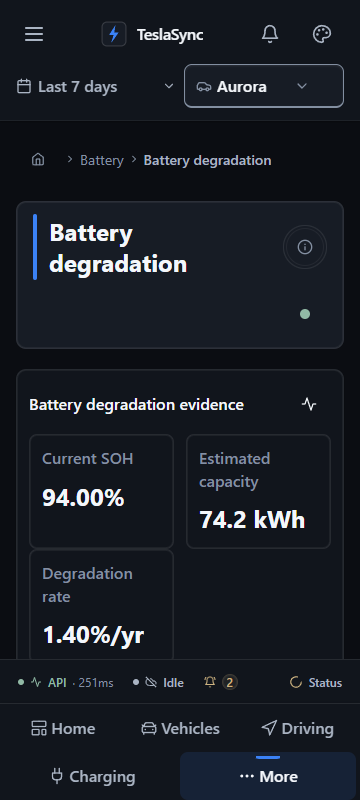 TeslaSync
Last 7 days
Aurora
Battery
Battery degradation
Battery
degradation
Battery degradation evidence
Current SOH
94.00%
Estimated
capacity
74.2 kWh
Degradation
rate
1.40%/yr
API · 251ms
Idle
2
Status
Home
Vehicles
Driving
Charging
More